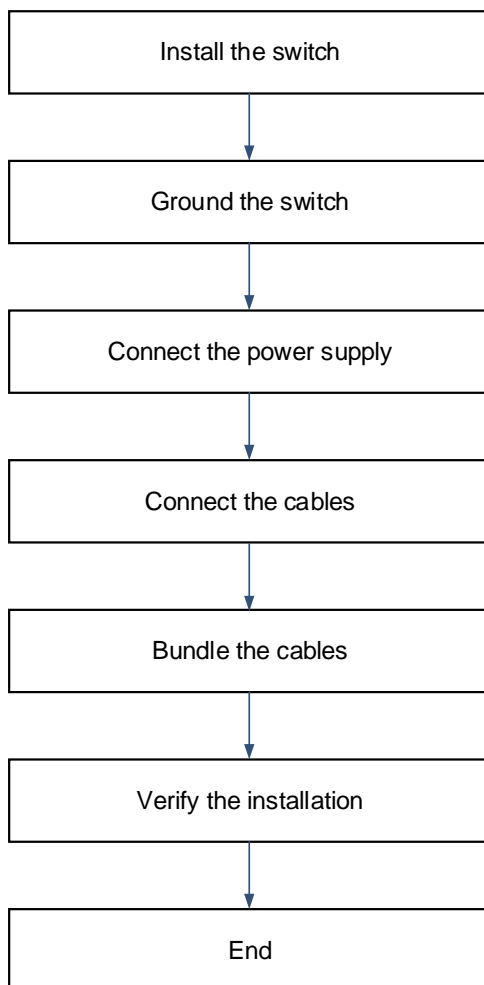 Install the switch
Ground the switch
Connect the power supply
Connect the cables
Bundle the cables
Verify the installation
End